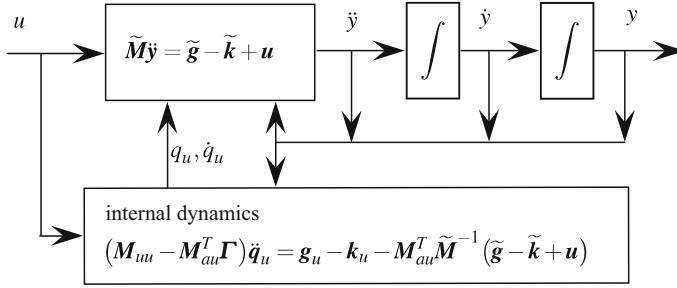 u
ÿ
ẏ
y
M̃ÿ = g̃ − k̃ + u
∫
∫
q_u, q̇_u
internal dynamics
(M_uu − M_au^T Γ) q̈_u = g_u − k_u − M_au^T M̃^{−1} (g̃ − k̃ + u)